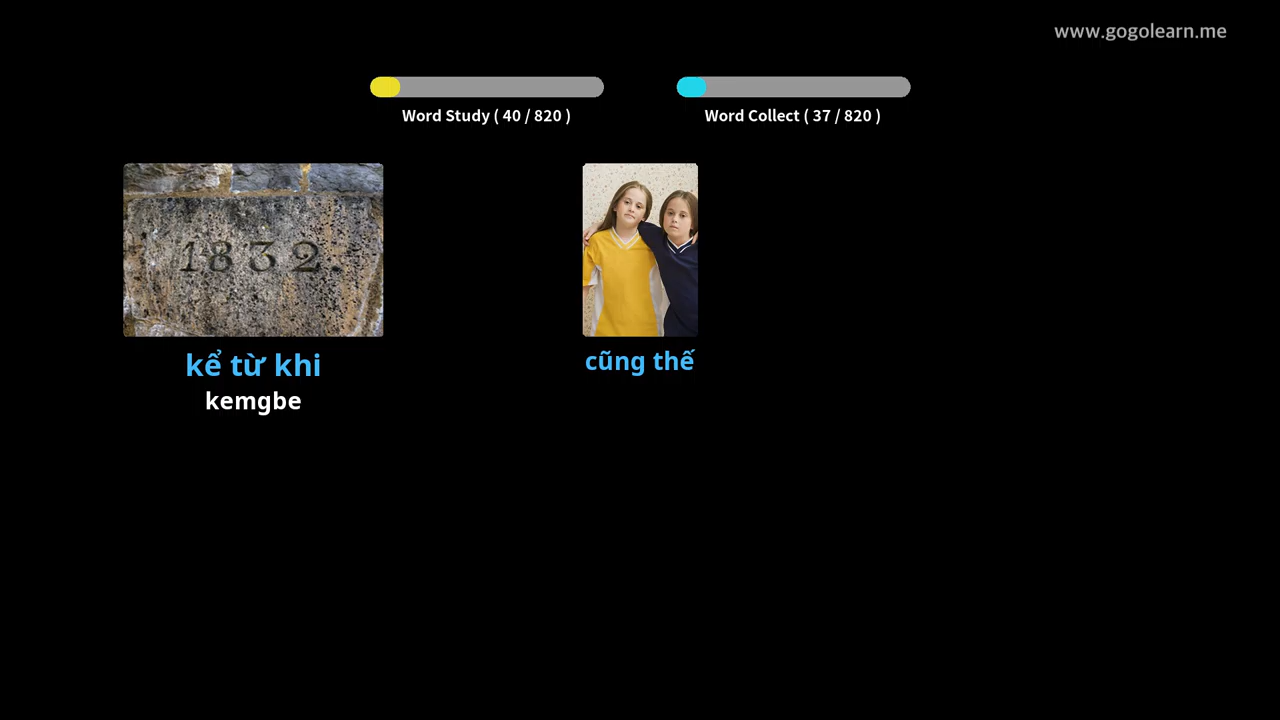 www.gogolearn.me
Word Study ( 40 / 820 )
Word Collect ( 37 / 820 )
1832.
kể từ khi
kemgbe
cũng thế